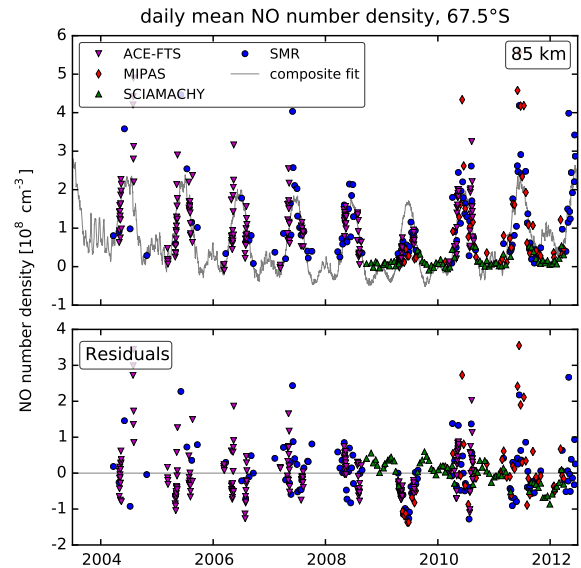 daily mean NO number density, 67.5°S
85 km
ACE-FTS
MIPAS
SCIAMACHY
SMR
composite fit
6
5
4
3
2
1
0
-1
NO number density [10⁸ cm⁻³]
Residuals
4
3
2
1
0
-1
-2
2004 2006 2008 2010 2012